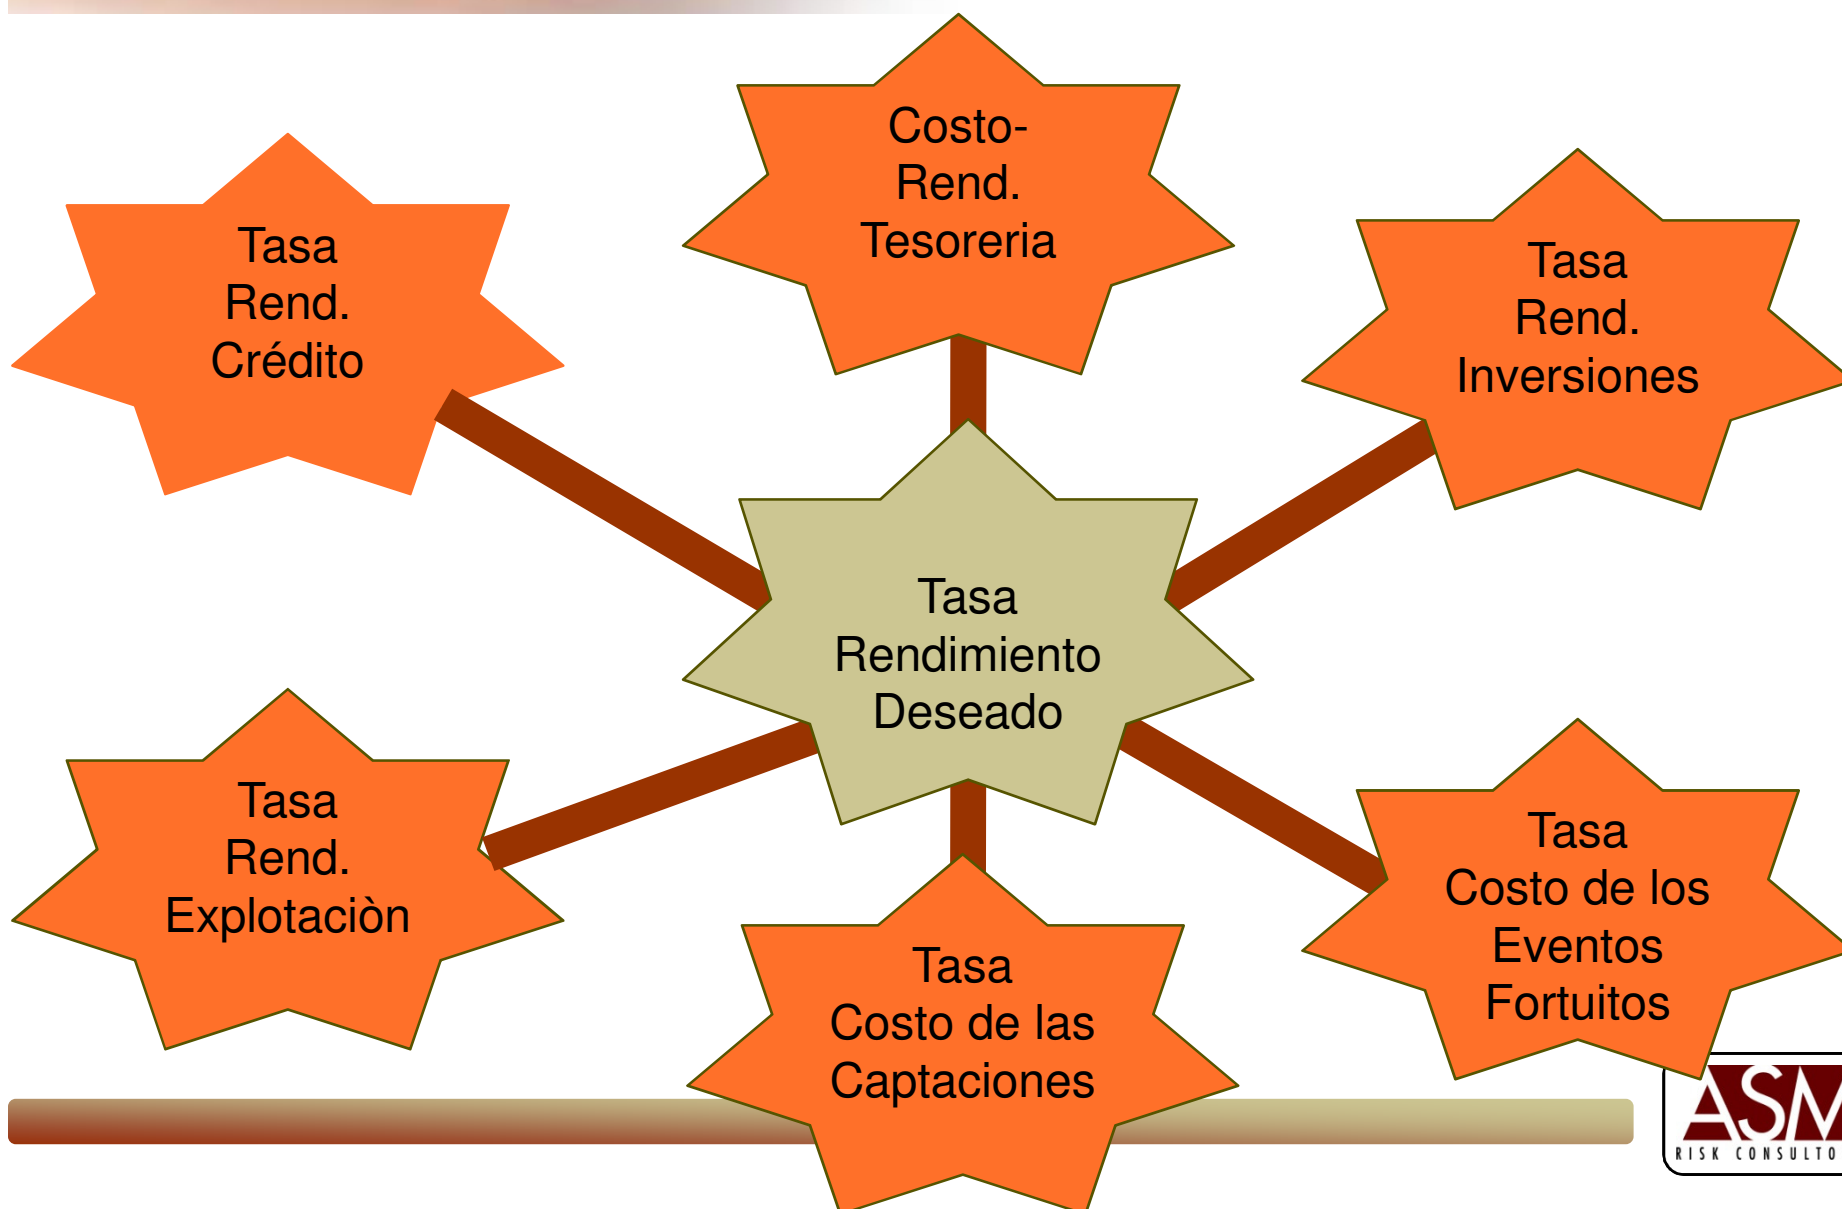 Costo-
Rend.
Tesoreria
Tasa
Rend.
Crédito
Tasa
Rend.
Inversiones
Tasa
Rendimiento
Deseado
Tasa
Rend.
Explotaciòn
Tasa
Costo de los
Eventos
Fortuitos
Tasa
Costo de las
Captaciones
ASM
RISK CONSULTO